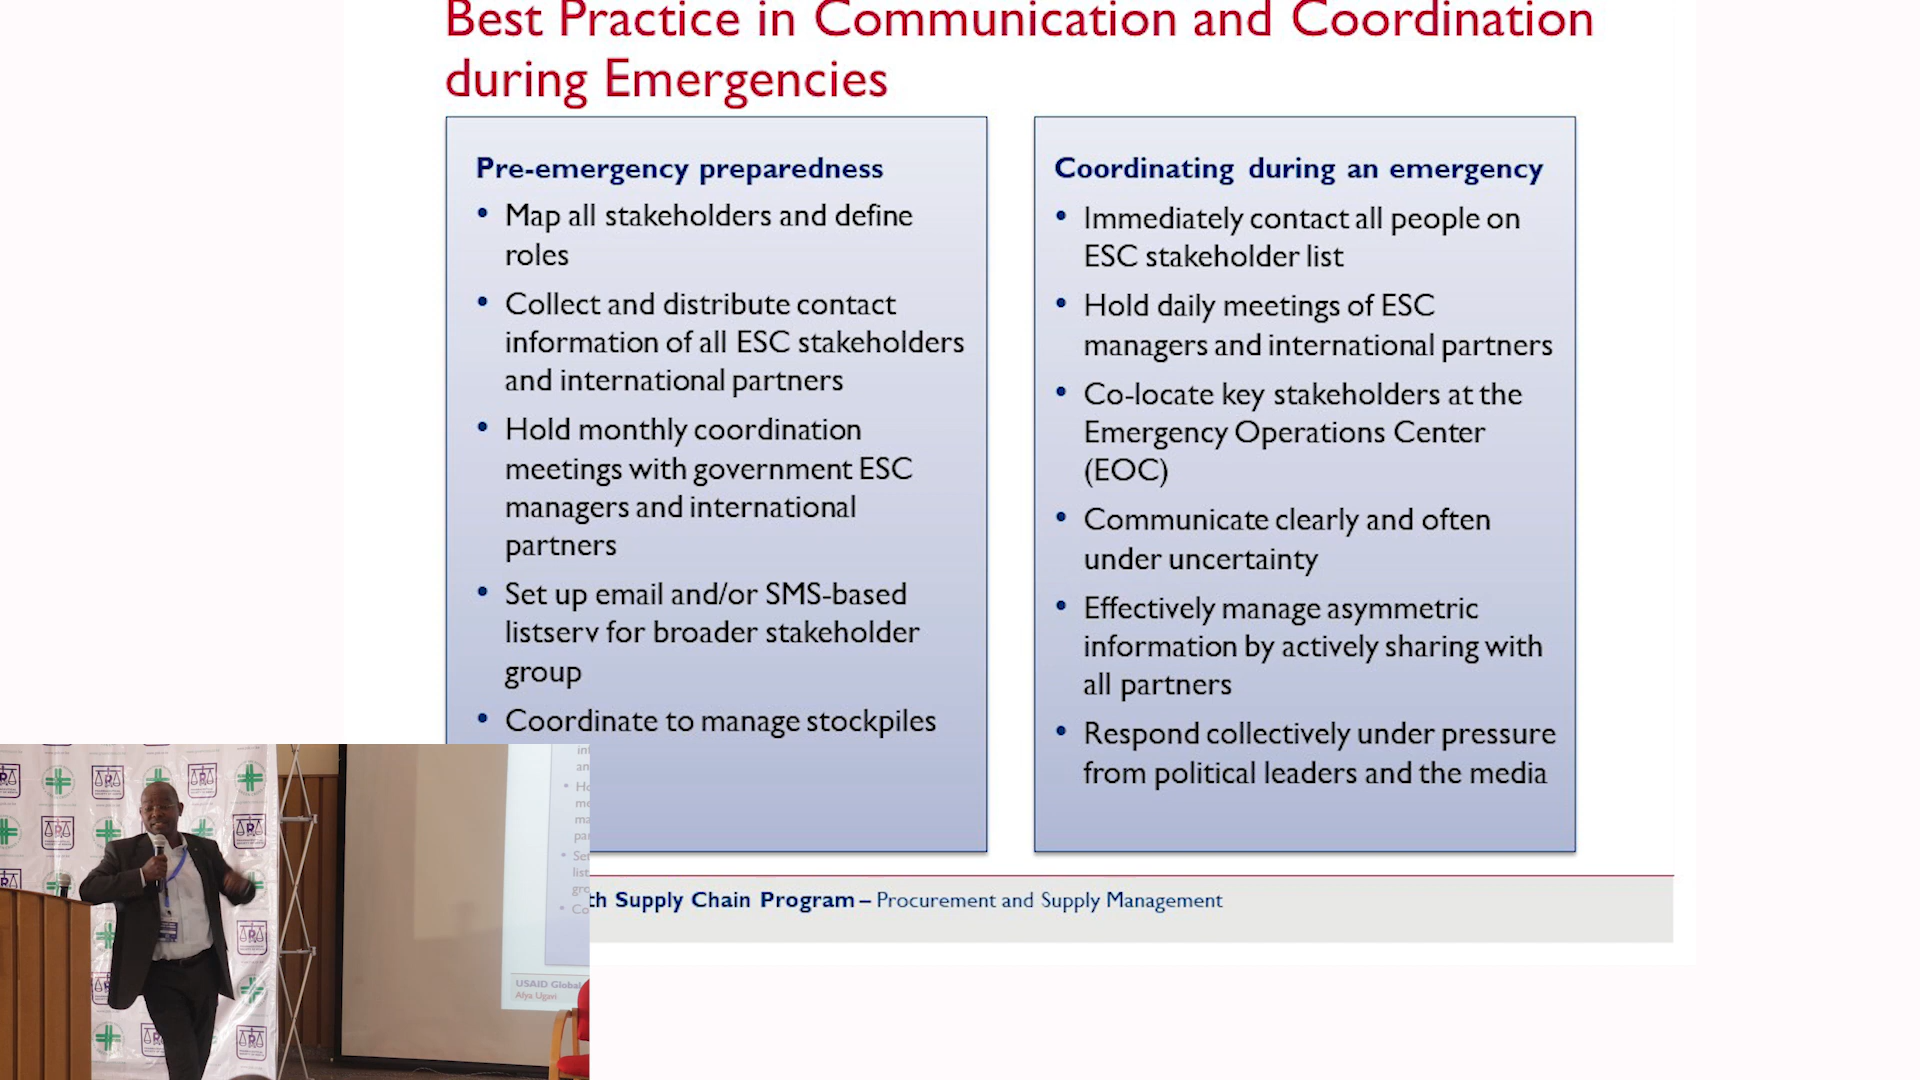 Best Practice in Communication and Coordination
during Emergencies
Pre-emergency preparedness
• Map all stakeholders and define
roles
• Collect and distribute contact
information of all ESC stakeholders
and international partners
• Hold monthly coordination
meetings with government ESC
managers and international
partners
• Set up email and/or SMS-based
listserv for broader stakeholder
group
• Coordinate to manage stockpiles
Coordinating during an emergency
• Immediately contact all people on
ESC stakeholder list
• Hold daily meetings of ESC
managers and international partners
• Co-locate key stakeholders at the
Emergency Operations Center
(EOC)
• Communicate clearly and often
under uncertainty
• Effectively manage asymmetric
information by actively sharing with
all partners
• Respond collectively under pressure
from political leaders and the media
th Supply Chain Program – Procurement and Supply Management
USAID Global
Afya Ugavi